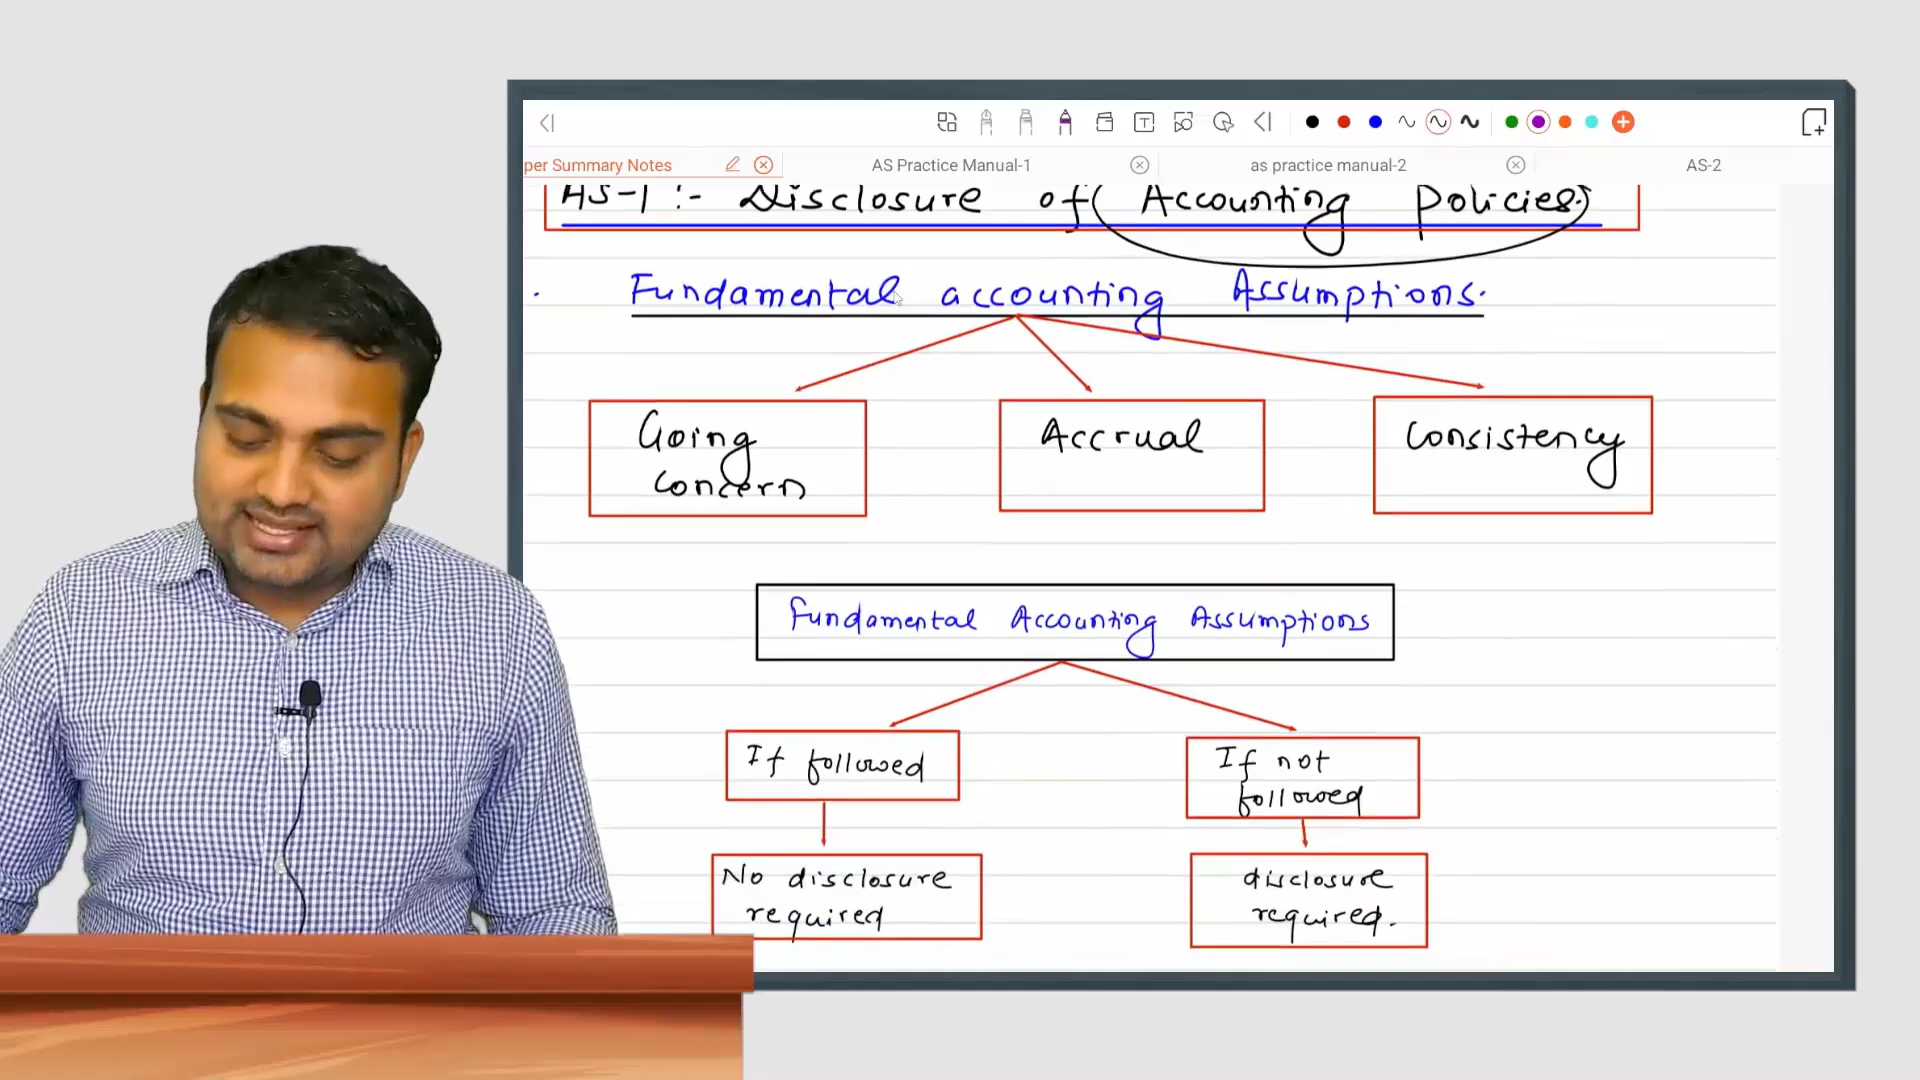 per Summary Notes AS Practice Manual-1 as practice manual-2 AS-2
AS-1 :- Disclosure of (Accounting Policies)
Fundamental accounting Assumptions.
Going
concern
Accrual
Consistency
Fundamental Accounting Assumptions
If followed
If not
followed
No disclosure
required
disclosure
required.